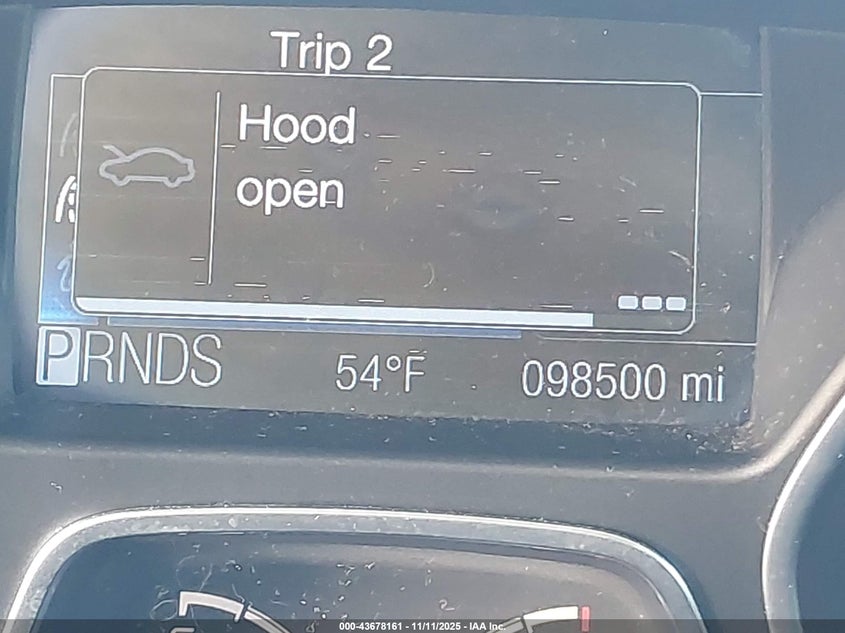 Trip 2
Hood
open
PRNDS 54°F 098500 mi
000-43678161 - 11/11/2025 - IAA Inc.